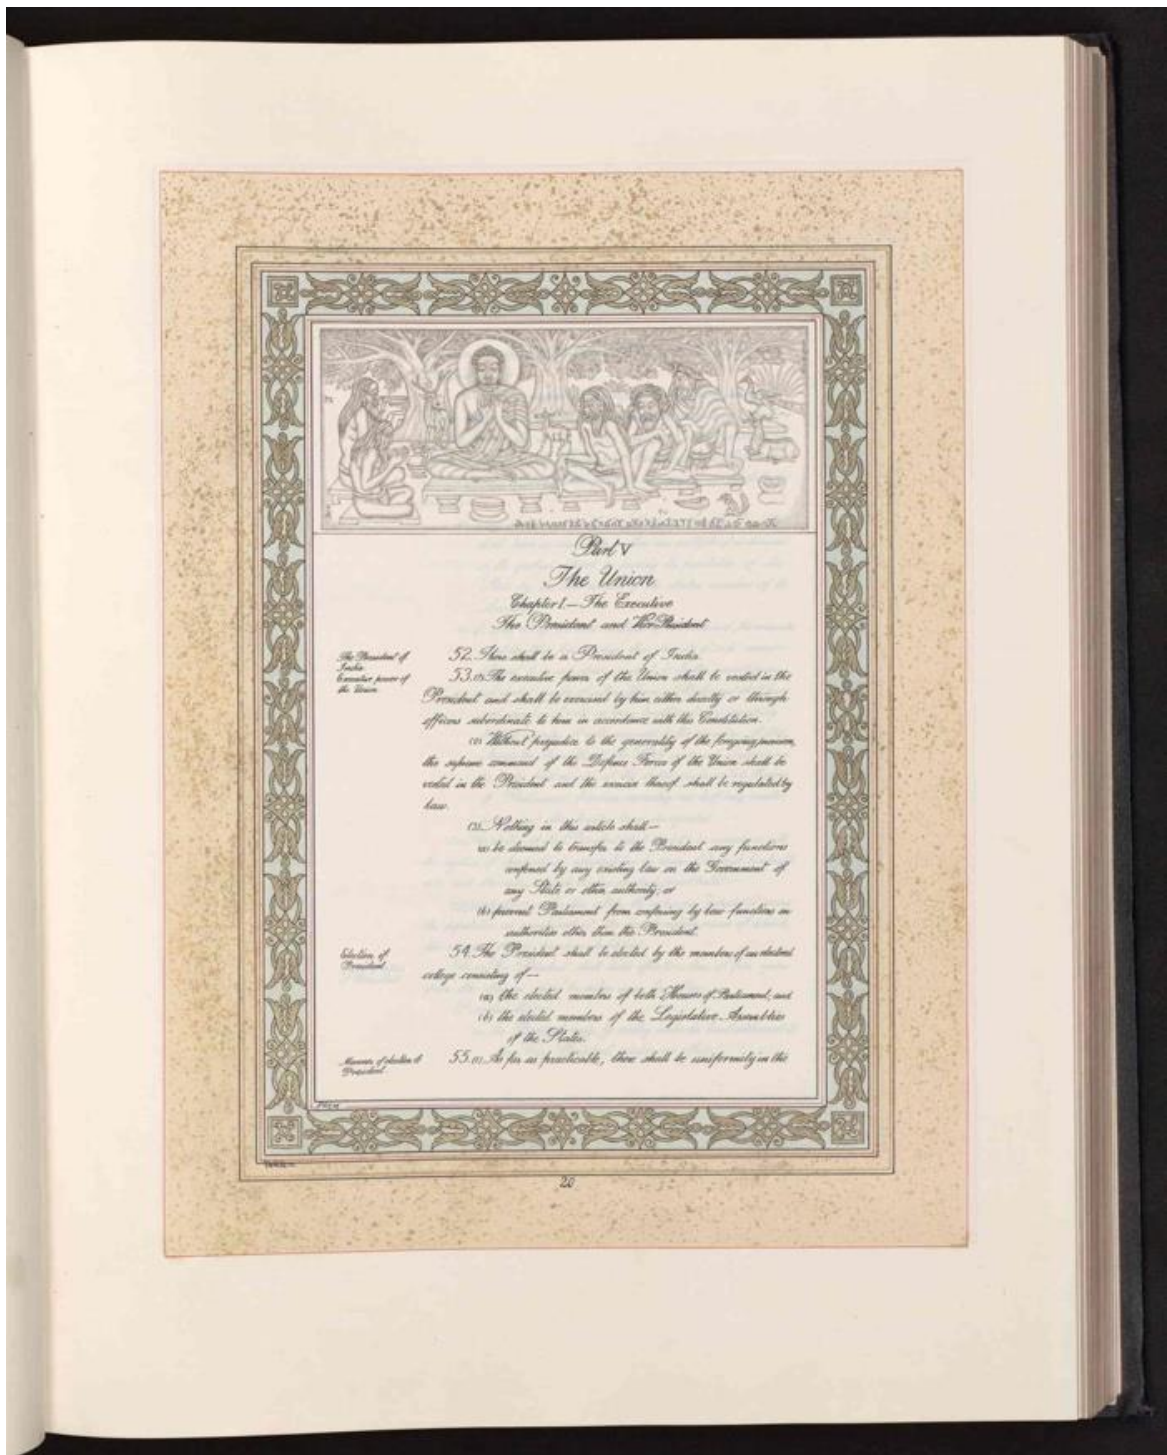 Part V
The Union
Chapter I.—The Executive
The President and Vice-President
The President of
India.
Executive power of
the Union.
52. There shall be a President of India.
53. (1) The executive power of the Union shall be vested in the
President and shall be exercised by him either directly or through
officers subordinate to him in accordance with this Constitution.
(2) Without prejudice to the generality of the foregoing provision,
the supreme command of the Defence Forces of the Union shall be
vested in the President and the exercise thereof shall be regulated by
law.
(3) Nothing in this article shall—
(a) be deemed to transfer to the President any functions
conferred by any existing law on the Government of
any State or other authority; or
(b) prevent Parliament from conferring by law functions on
authorities other than the President.
Election of
President.
54. The President shall be elected by the members of an electoral
college consisting of—
(a) the elected members of both Houses of Parliament; and
(b) the elected members of the Legislative Assemblies
of the States.
Manner of election of
President.
55. (1) As far as practicable, there shall be uniformity in the
20